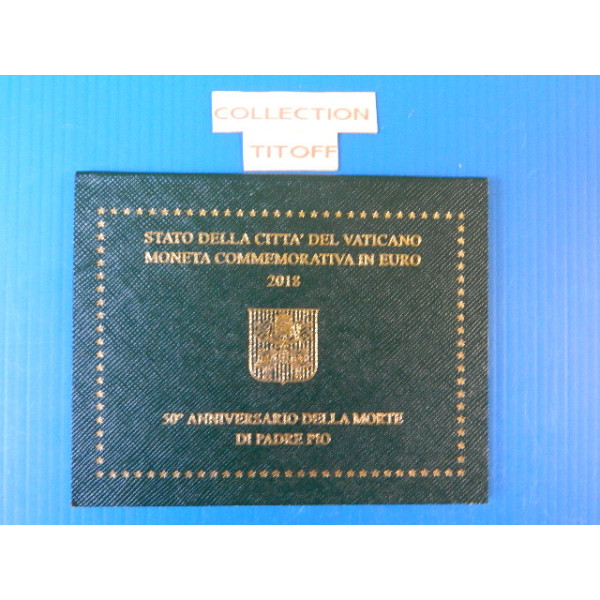 COLLECTION
TITOFF
STATO DELLA CITTA' DEL VATICANO
MONETA COMMEMORATIVA IN EURO
2018
50° ANNIVERSARIO DELLA MORTE
DI PADRE PIO